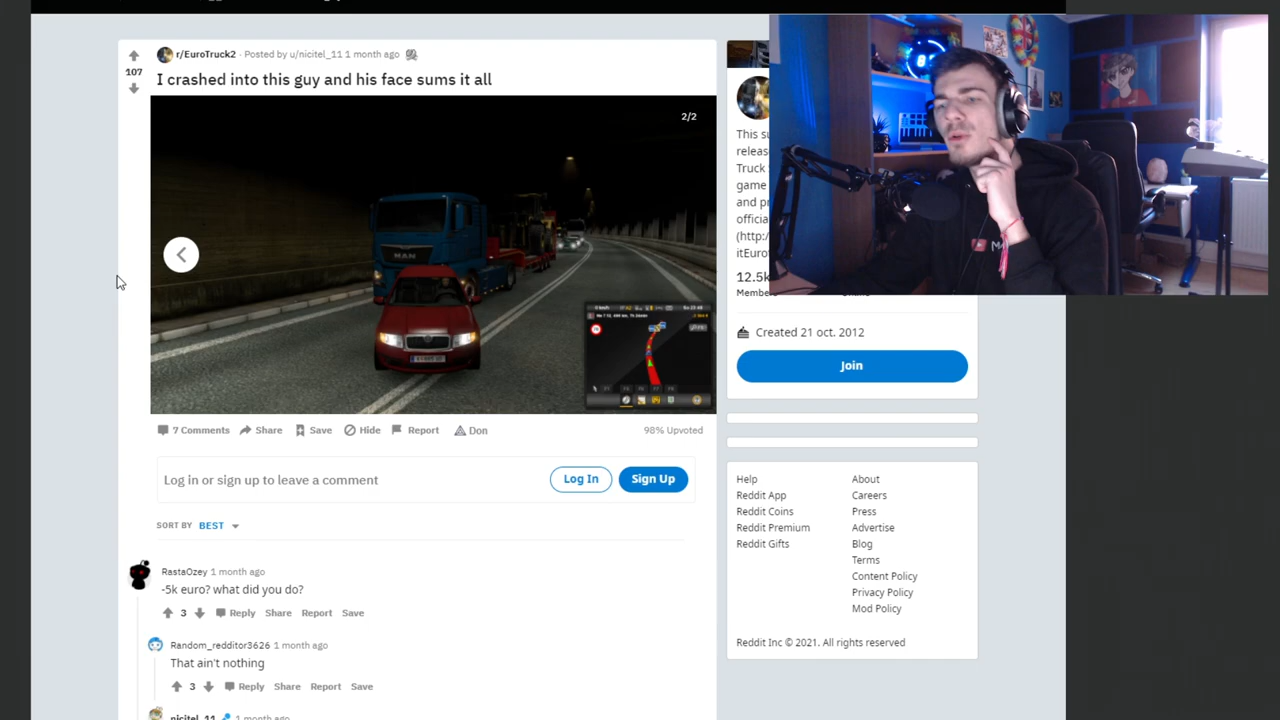 r/EuroTruck2 · Posted by u/nicitel_11 1 month ago
107
I crashed into this guy and his face sums it all
2/2
MAN
7 Comments Share Save Hide Report Don
98% Upvoted
Log in or sign up to leave a comment
Log In
Sign Up
SORT BY BEST
RastaOzey 1 month ago
-5k euro? what did you do?
3 Reply Share Report Save
Random_redditor3626 1 month ago
That ain't nothing
3 Reply Share Report Save
nicitel_11 1 month ago
This su
releas
Truck
game
and pr
officia
(http:/
itEuro
12.5k
Members
Created 21 oct. 2012
Join
Help
Reddit App
Reddit Coins
Reddit Premium
Reddit Gifts
About
Careers
Press
Advertise
Blog
Terms
Content Policy
Privacy Policy
Mod Policy
Reddit Inc © 2021. All rights reserved